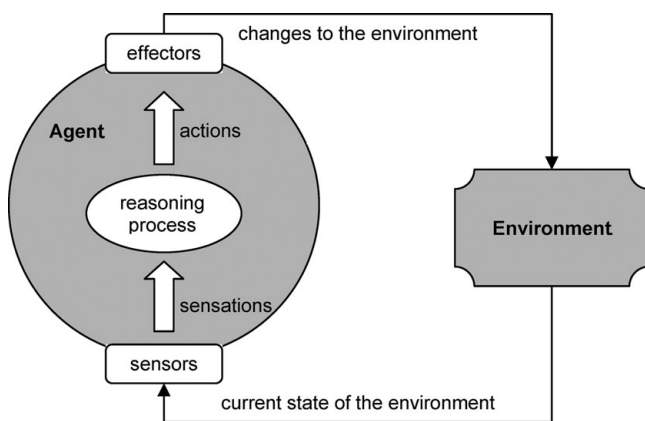 changes to the environment
effectors
Agent
actions
reasoning
process
Environment
sensations
sensors
current state of the environment